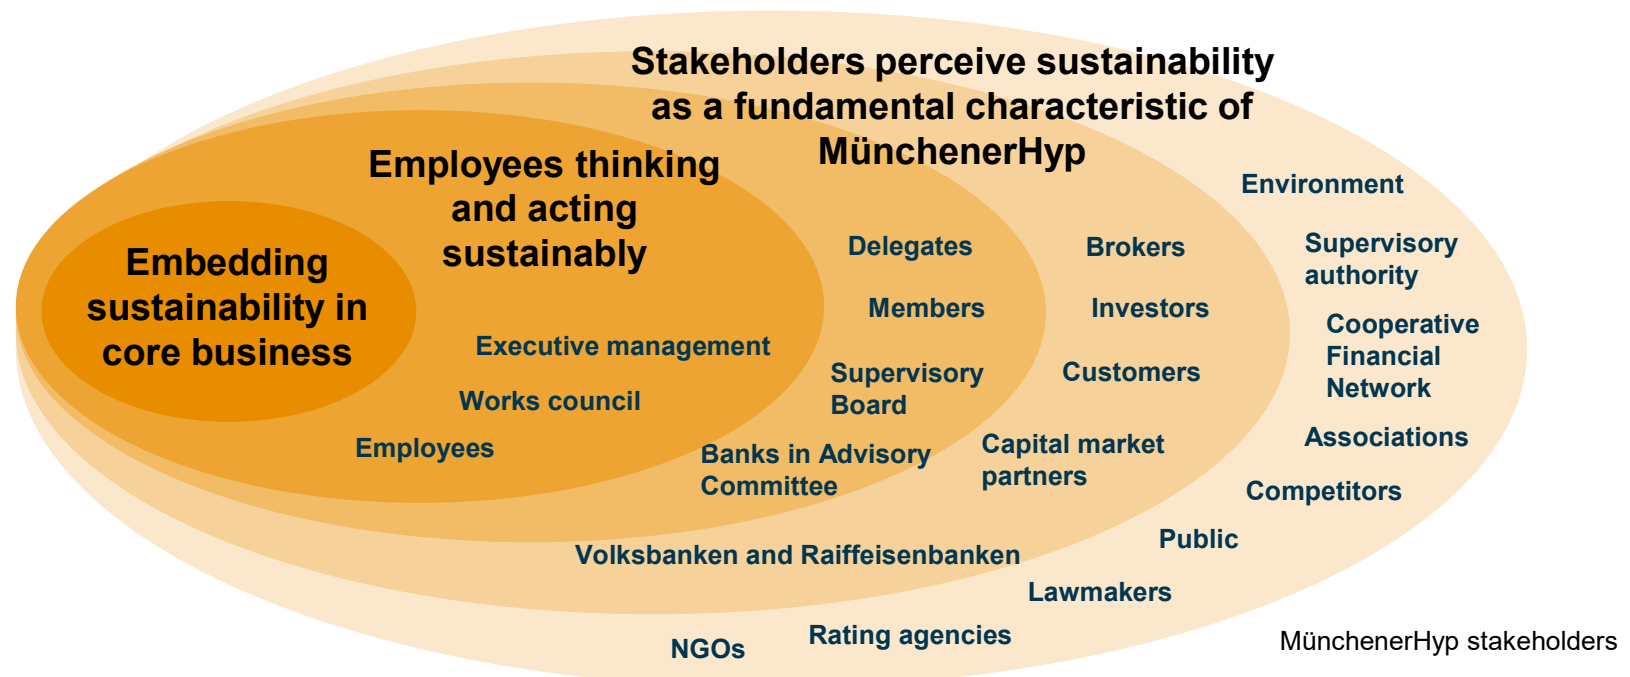 Stakeholders perceive sustainability
as a fundamental characteristic of
MünchenerHyp
Employees thinking
and acting
sustainably
Embedding
sustainability in
core business
Executive management
Works council
Employees
Delegates
Members
Supervisory
Board
Banks in Advisory
Committee
Brokers
Investors
Customers
Capital market
partners
Volksbanken and Raiffeisenbanken
Environment
Supervisory
authority
Cooperative
Financial
Network
Associations
Competitors
Public
Lawmakers
Rating agencies
NGOs
MünchenerHyp stakeholders